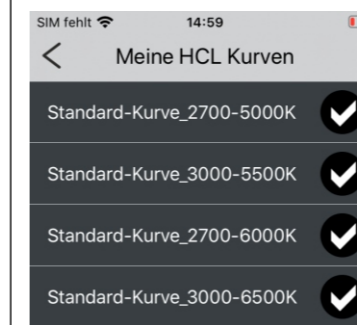 SIM fehlt 14:59
Meine HCL Kurven
Standard-Kurve_2700-5000K
Standard-Kurve_3000-5500K
Standard-Kurve_2700-6000K
Standard-Kurve_3000-6500K